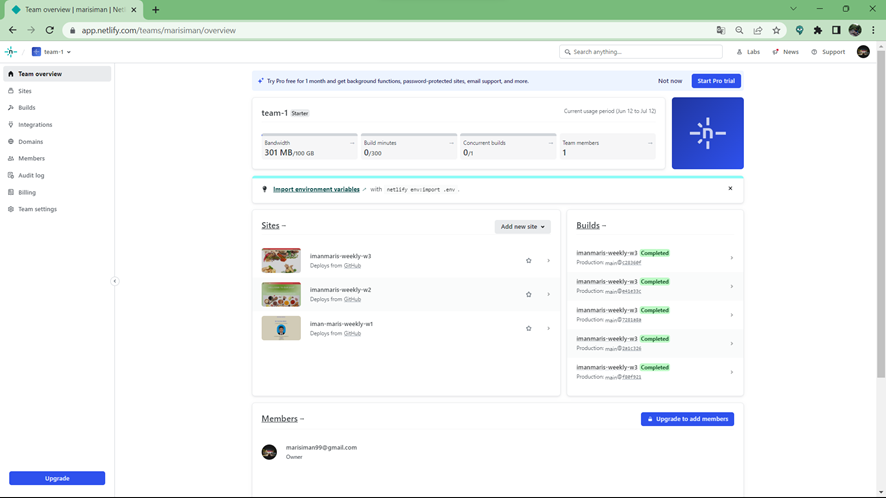 Team overview | marisiman | Netlify
app.netlify.com/teams/marisiman/overview
team-1
Search anything...
Labs
News
Support
Team overview
Sites
Builds
Integrations
Domains
Members
Audit log
Billing
Team settings
Upgrade
Try Pro free for 1 month and get background functions, password-protected sites, email support, and more.
Not now
Start Pro trial
team-1 Starter
Current usage period (Jun 12 to Jul 12)
Bandwidth
301 MB/100 GB
Build minutes
0/300
Concurrent builds
0/1
Team members
1
Import environment variables with netlify env:import .env .
Sites
Add new site
imanmaris-weekly-w3
Deploys from GitHub
imanmaris-weekly-w2
Deploys from GitHub
iman-maris-weekly-w1
Deploys from GitHub
Builds
imanmaris-weekly-w3 Completed
Production: main@
imanmaris-weekly-w3 Completed
Production: main@
imanmaris-weekly-w3 Completed
Production: main@
imanmaris-weekly-w3 Completed
Production: main@
imanmaris-weekly-w3 Completed
Production: main@
Members
Upgrade to add members
marisiman99@gmail.com
Owner